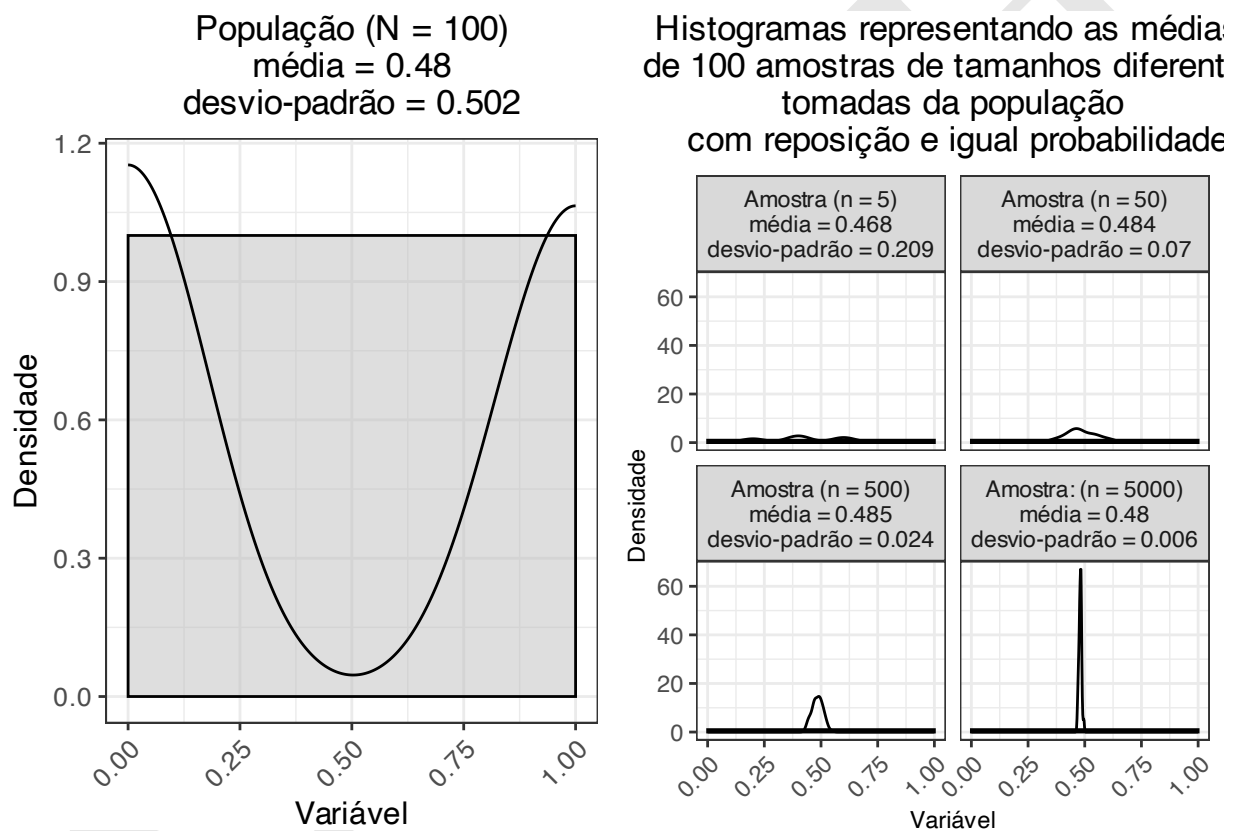 População (N = 100)
média = 0.48
desvio-padrão = 0.502
1.2
0.9
0.6
0.3
0.0
Densidade
0.00
0.25
0.50
0.75
1.00
Variável
Histogramas representando as médias
de 100 amostras de tamanhos diferent
tomadas da população
com reposição e igual probabilidade
Amostra (n = 5)
média = 0.468
desvio-padrão = 0.209
Amostra (n = 50)
média = 0.484
desvio-padrão = 0.07
60
40
20
0
Amostra (n = 500)
média = 0.485
desvio-padrão = 0.024
Amostra: (n = 5000)
média = 0.48
desvio-padrão = 0.006
60
40
20
0
Densidade
0.00
0.25
0.50
0.75
1.00
0.00
0.25
0.50
0.75
1.00
Variável